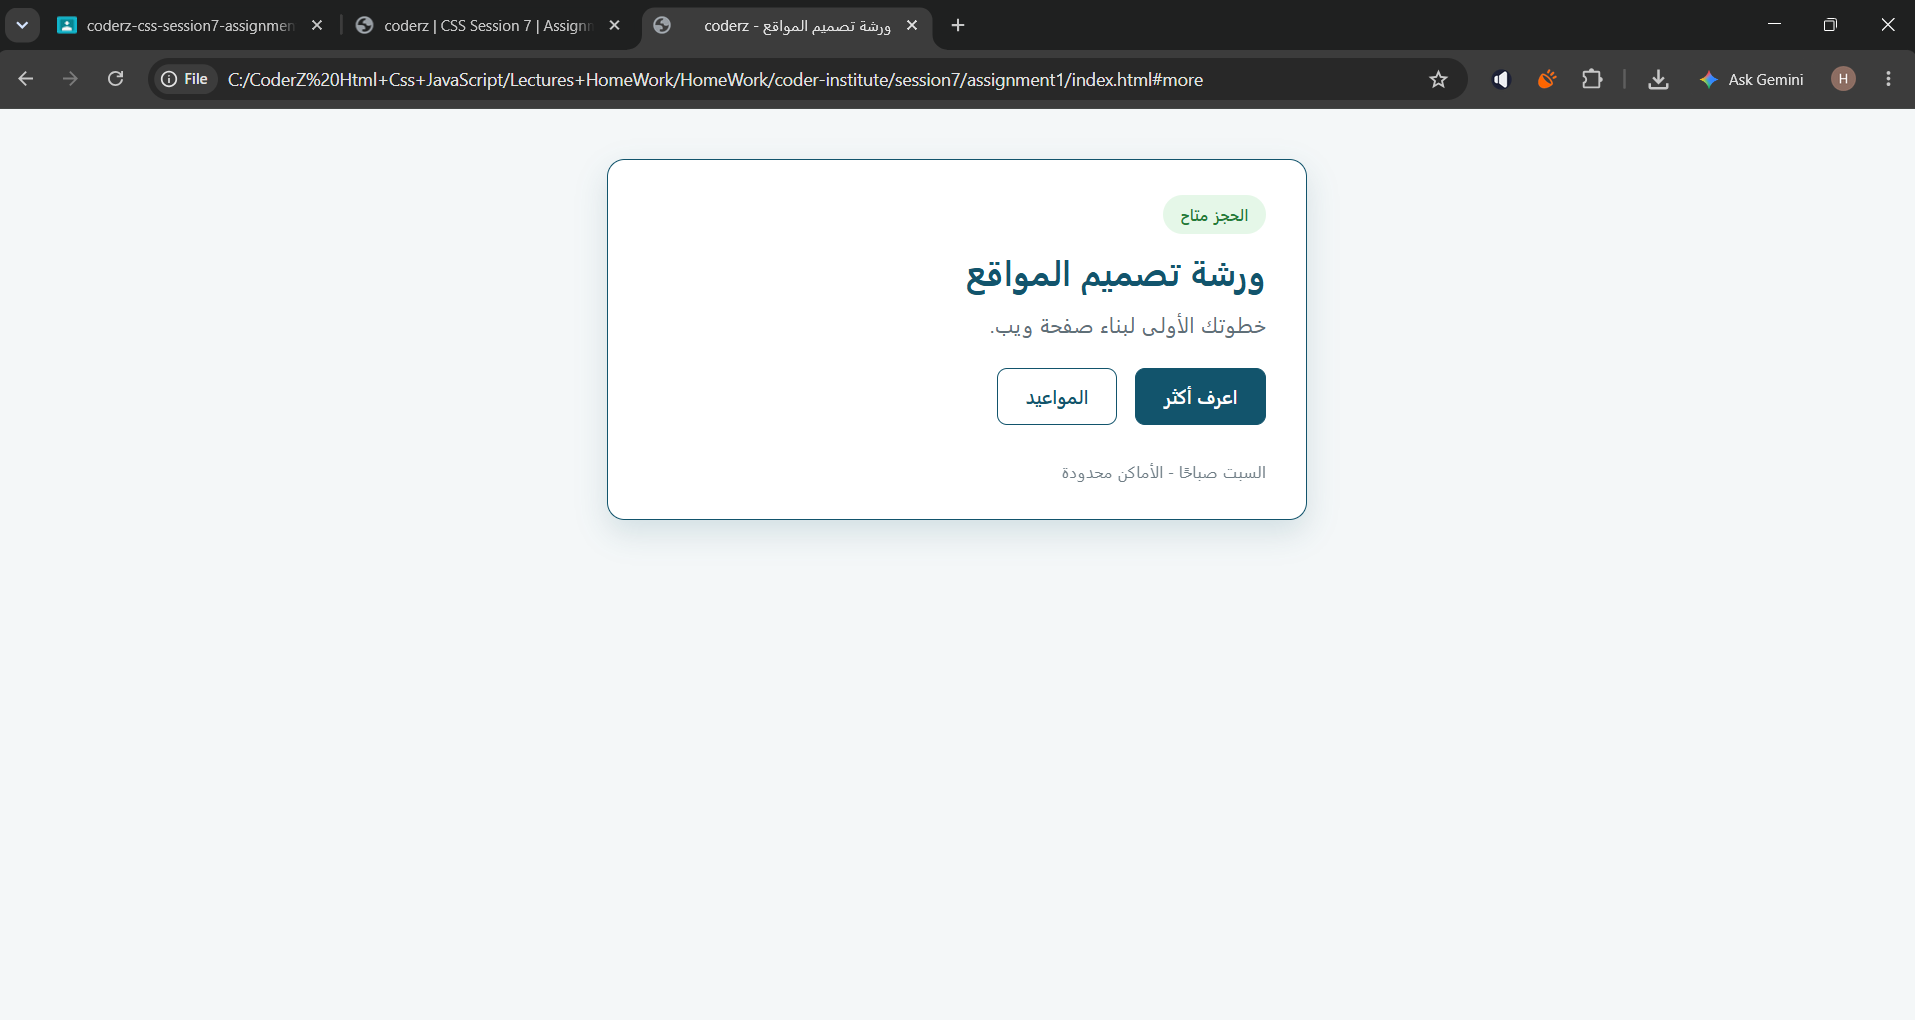 coderz-css-session7-assignmen
coderz | CSS Session 7 | Assignn
ورشة تصميم المواقع - coderz
File
C:/CoderZ%20Html+Css+JavaScript/Lectures+HomeWork/HomeWork/coder-institute/session7/assignment1/index.html#more
Ask Gemini
H
الحجز متاح
ورشة تصميم المواقع
خطوتك الأولى لبناء صفحة ويب.
اعرف أكثر
المواعيد
السبت صباحًا - الأماكن محدودة